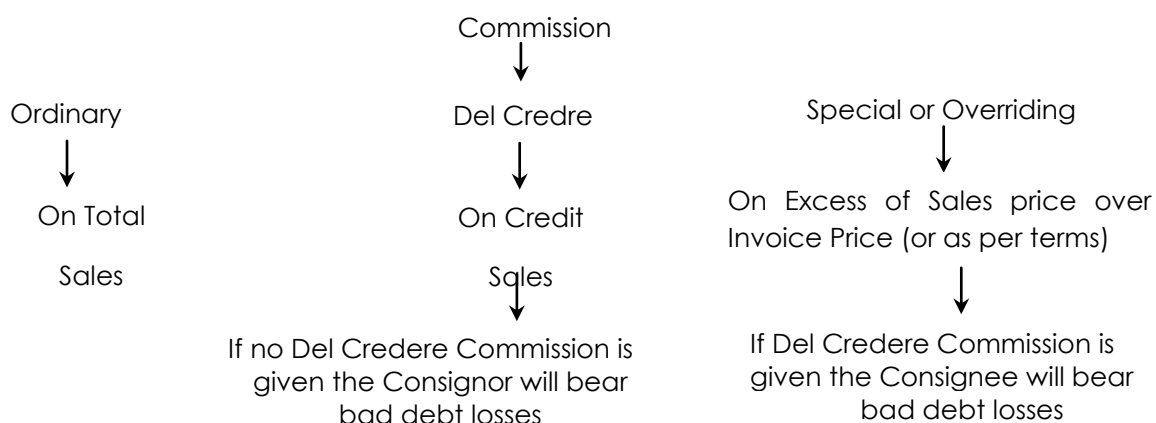 Commission
Ordinary
Del Credre
Special or Overriding
On Total
Sales
On Credit
Sales
On Excess of Sales price over
Invoice Price (or as per terms)
If no Del Credere Commission is
given the Consignor will bear
bad debt losses
If Del Credere Commission is
given the Consignee will bear
bad debt losses